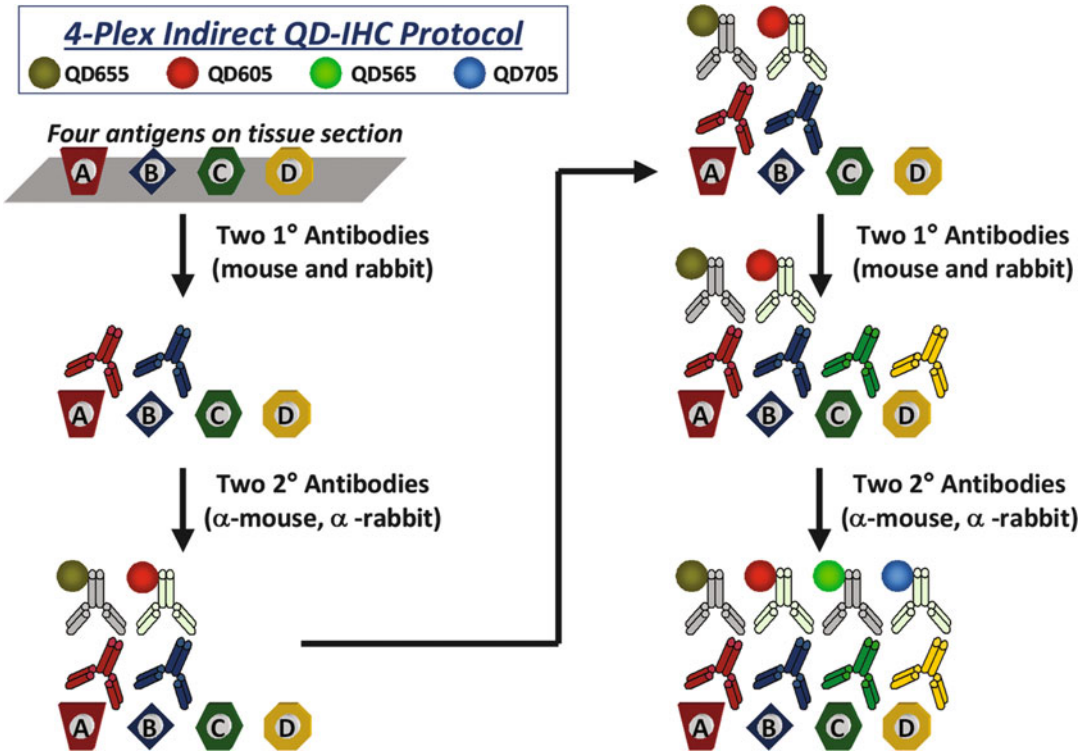 4-Plex Indirect QD-IHC Protocol
QD655 QD605 QD565 QD705
Four antigens on tissue section
A B C D
Two 1° Antibodies
(mouse and rabbit)
A B C D
Two 2° Antibodies
(α-mouse, α -rabbit)
A B C D
A B C D
Two 1° Antibodies
(mouse and rabbit)
A B C D
Two 2° Antibodies
(α-mouse, α -rabbit)
A B C D